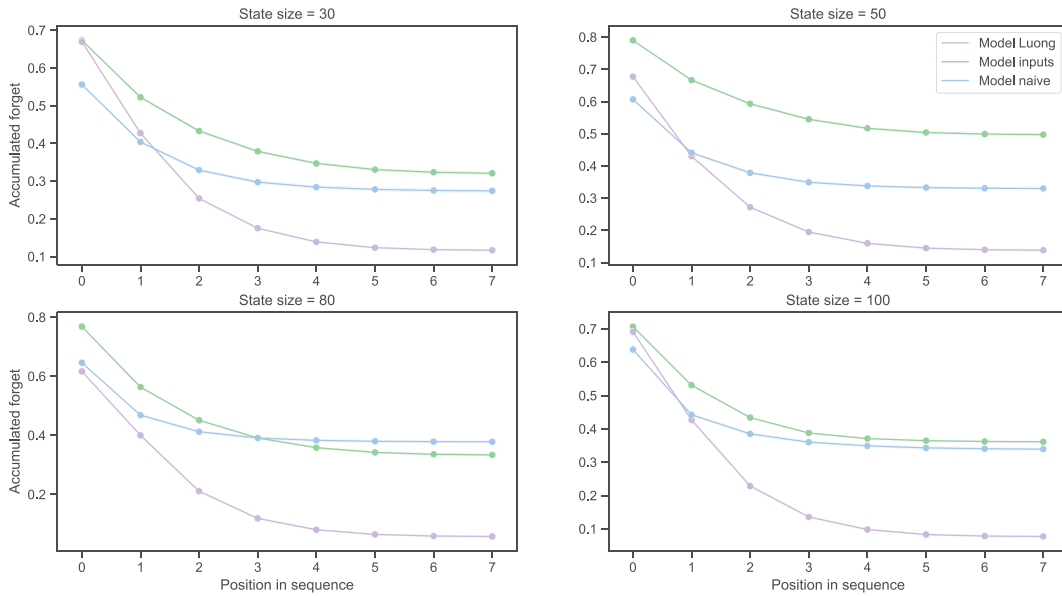 State size = 30
State size = 50
0.7
0.6
0.5
0.4
0.3
0.2
0.1
Accumulated forget
0 1 2 3 4 5 6 7
0.8
0.7
0.6
0.5
0.4
0.3
0.2
0.1
Model Luong
Model inputs
Model naive
0 1 2 3 4 5 6 7
State size = 80
State size = 100
0.8
0.6
0.4
0.2
Accumulated forget
0 1 2 3 4 5 6 7
Position in sequence
0.7
0.6
0.5
0.4
0.3
0.2
0.1
0 1 2 3 4 5 6 7
Position in sequence